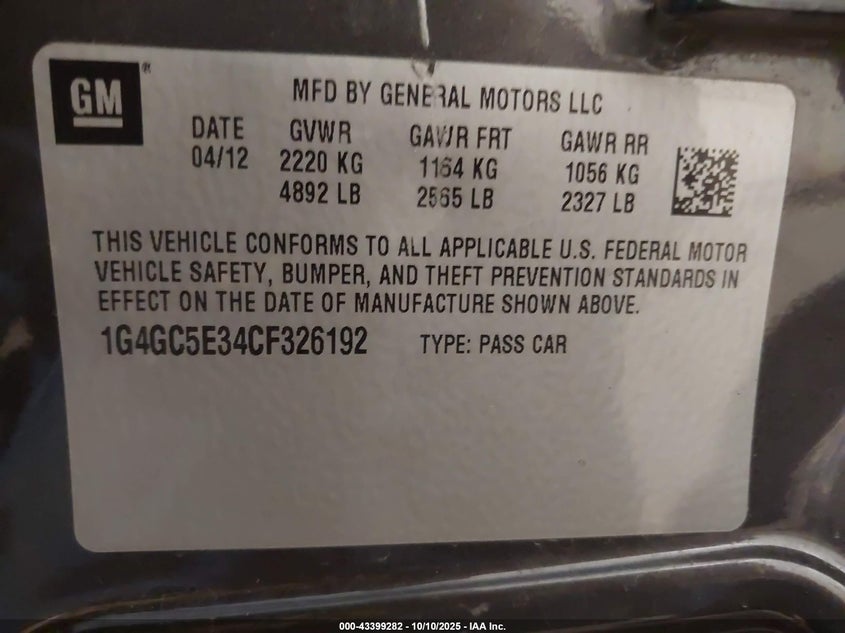 GM®
MFD BY GENERAL MOTORS LLC
DATE GVWR GAWR FRT GAWR RR
04/12 2220 KG 1164 KG 1056 KG
4892 LB 2565 LB 2327 LB
THIS VEHICLE CONFORMS TO ALL APPLICABLE U.S. FEDERAL MOTOR
VEHICLE SAFETY, BUMPER, AND THEFT PREVENTION STANDARDS IN
EFFECT ON THE DATE OF MANUFACTURE SHOWN ABOVE.
1G4GC5E34CF326192 TYPE: PASS CAR
000-43399282 - 10/10/2025 - IAA Inc.